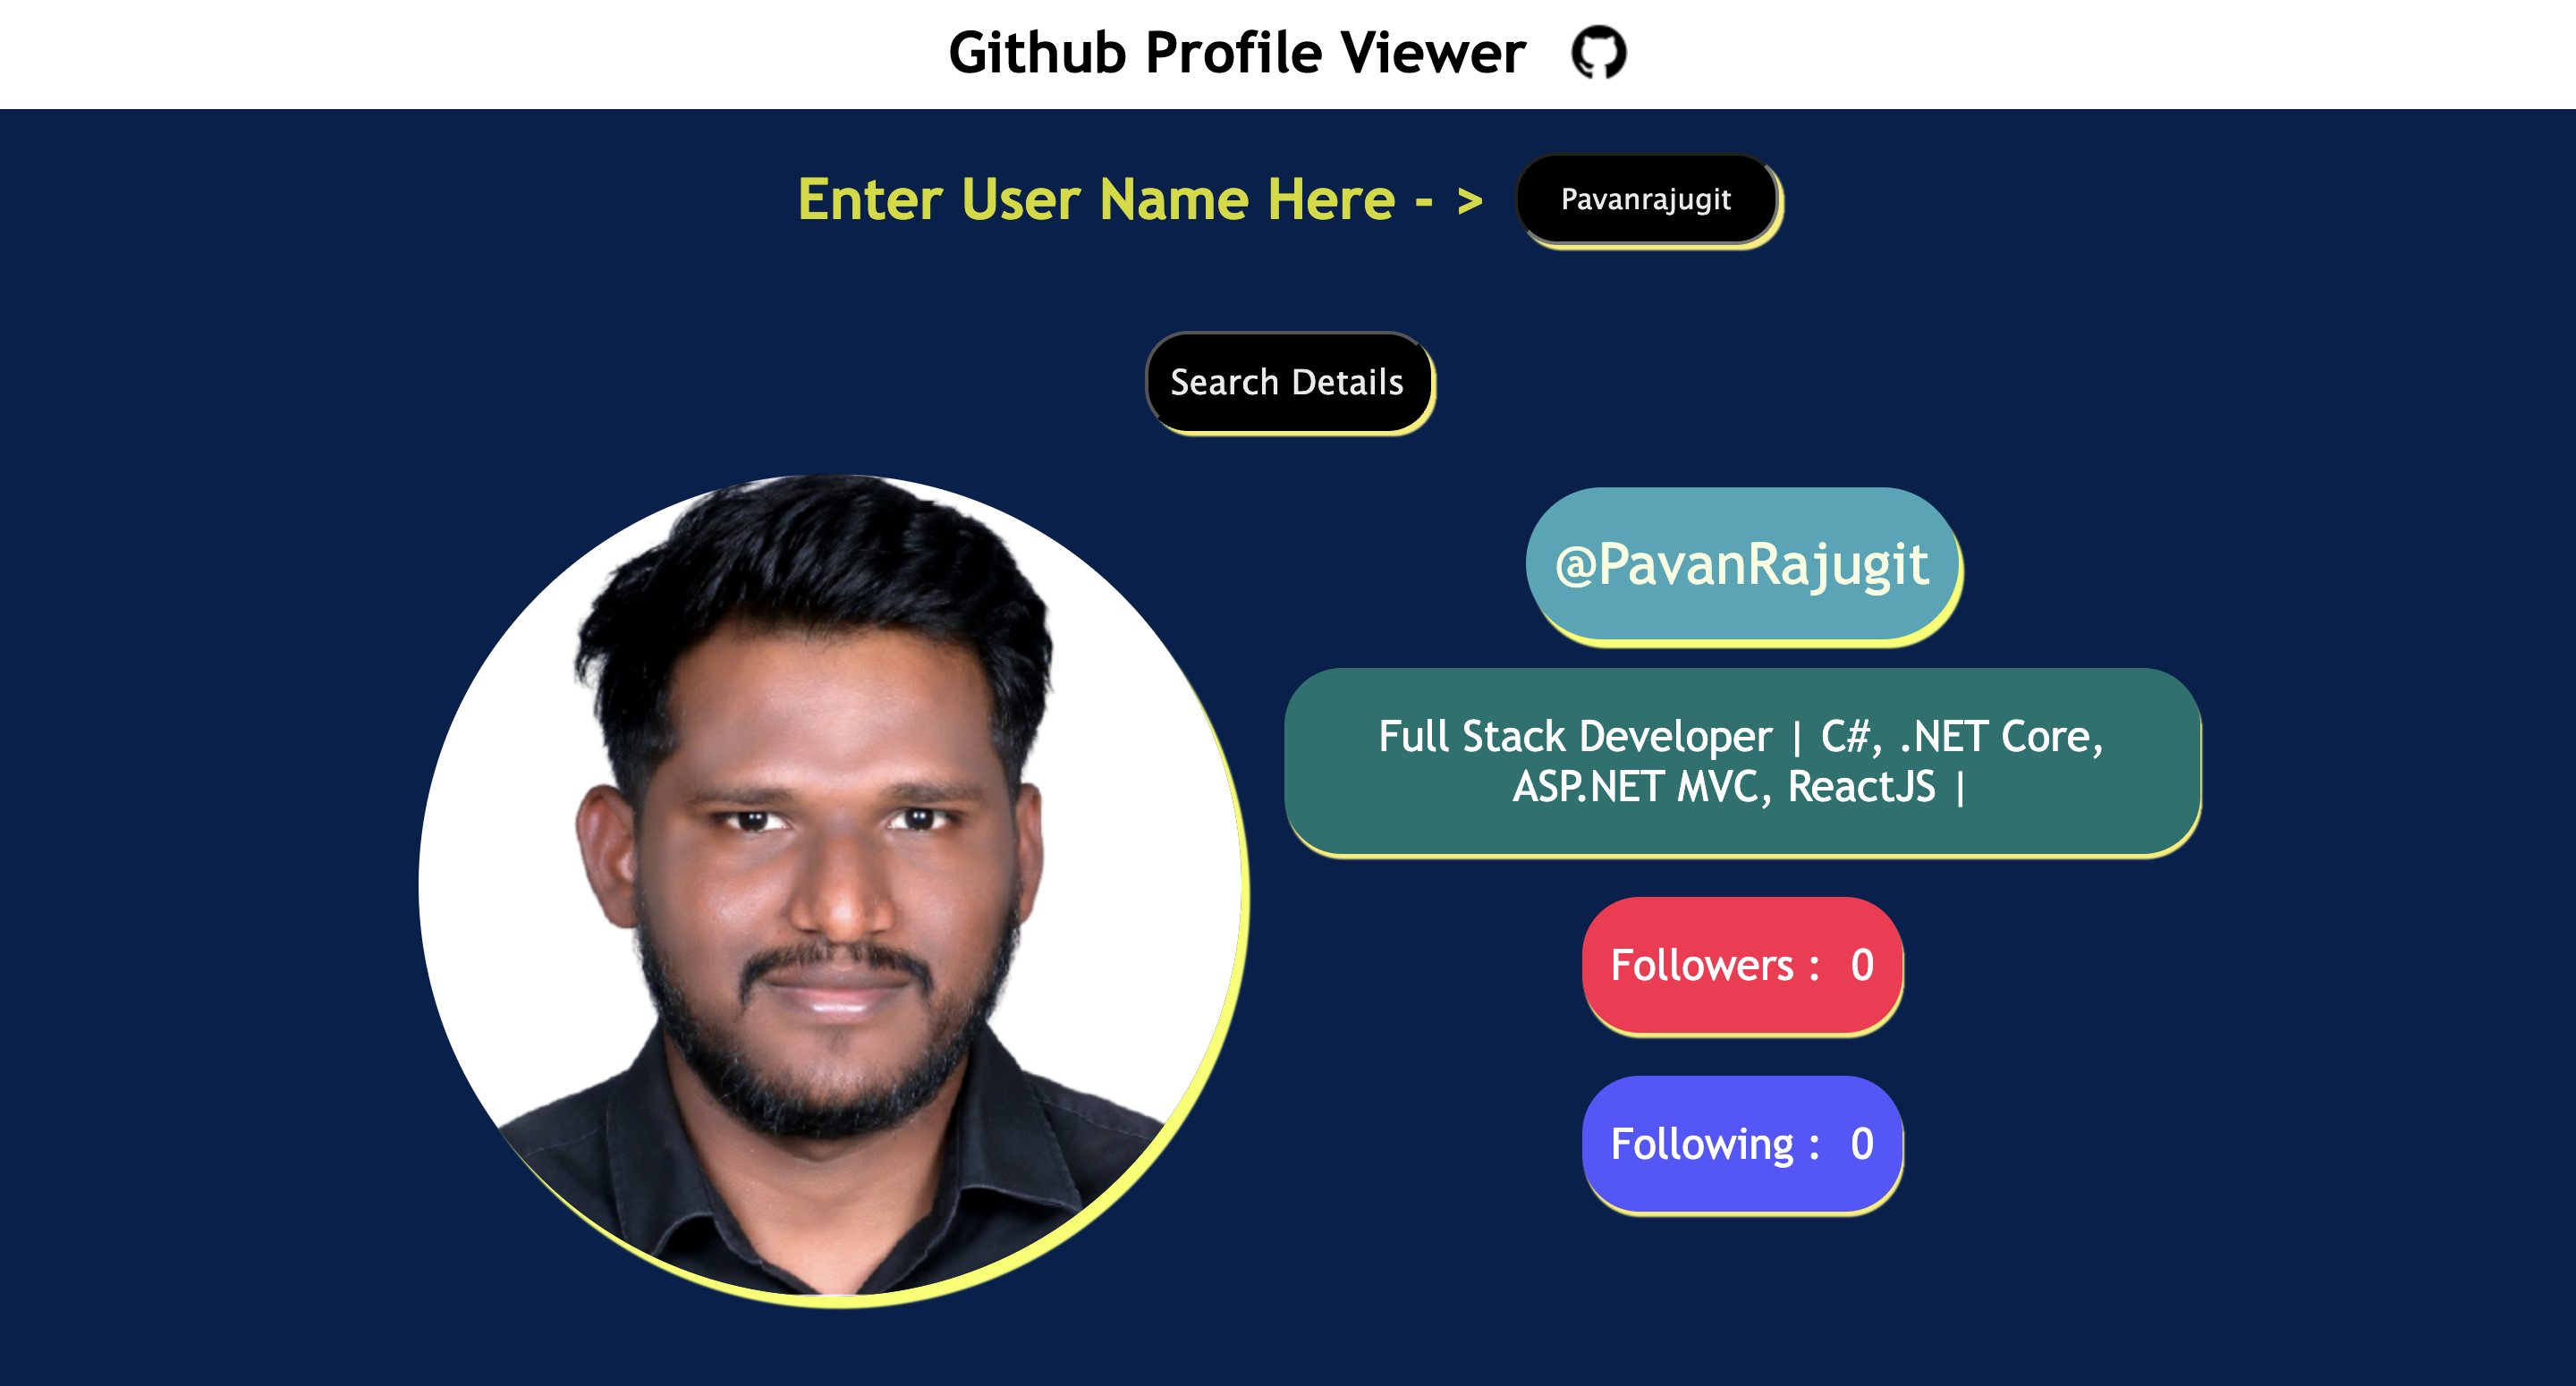 Github Profile Viewer
Enter User Name Here - >
Pavanrajugit
Search Details
@PavanRajugit
Full Stack Developer | C#, .NET Core,
ASP.NET MVC, ReactJS |
Followers : 0
Following : 0